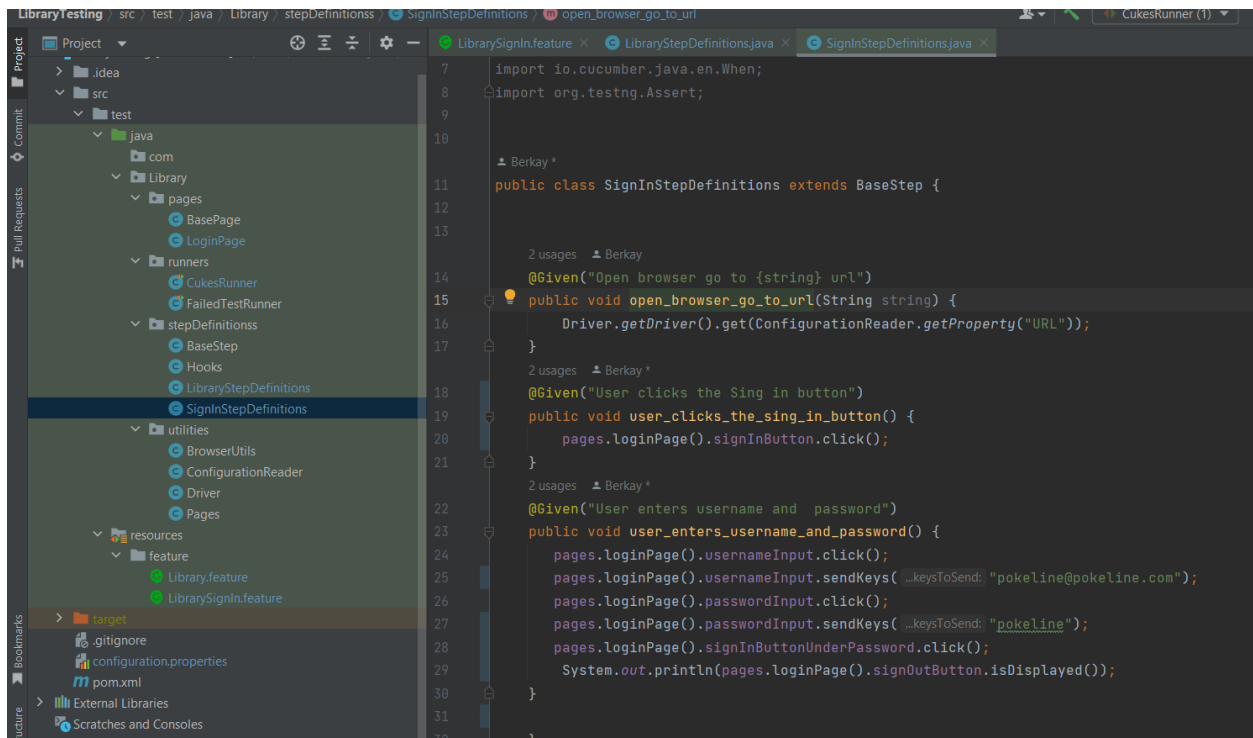 LibraryTesting 〉 src 〉 test 〉 java 〉 Library 〉 stepDefinitionss 〉 SignInStepDefinitions 〉 open_browser_go_to_url
CukesRunner (1)
Project
LibrarySignIn.feature
LibraryStepDefinitions.java
SignInStepDefinitions.java
Project
Commit
Pull Requests
Bookmarks
.idea
src
test
java
com
Library
pages
BasePage
LoginPage
runners
CukesRunner
FailedTestRunner
stepDefinitionss
BaseStep
Hooks
LibraryStepDefinitions
SignInStepDefinitions
utilities
BrowserUtils
ConfigurationReader
Driver
Pages
resources
feature
Library.feature
LibrarySignIn.feature
target
.gitignore
configuration.properties
pom.xml
External Libraries
Scratches and Consoles
7 import io.cucumber.java.en.When;
8 import org.testng.Assert;
9
10
Berkay *
11 public class SignInStepDefinitions extends BaseStep {
12
13
2 usages Berkay
14 @Given("Open browser go to {string} url")
15 public void open_browser_go_to_url(String string) {
16 Driver.getDriver().get(ConfigurationReader.getProperty("URL"));
17 }
2 usages Berkay *
18 @Given("User clicks the Sing in button")
19 public void user_clicks_the_sing_in_button() {
20 pages.loginPage().signInButton.click();
21 }
2 usages Berkay *
22 @Given("User enters username and  password")
23 public void user_enters_username_and_password() {
24 pages.loginPage().usernameInput.click();
25 pages.loginPage().usernameInput.sendKeys( ...keysToSend: "pokeline@pokeline.com");
26 pages.loginPage().passwordInput.click();
27 pages.loginPage().passwordInput.sendKeys( ...keysToSend: "pokeline");
28 pages.loginPage().signInButtonUnderPassword.click();
29 System.out.println(pages.loginPage().signOutButton.isDisplayed());
30 }
31